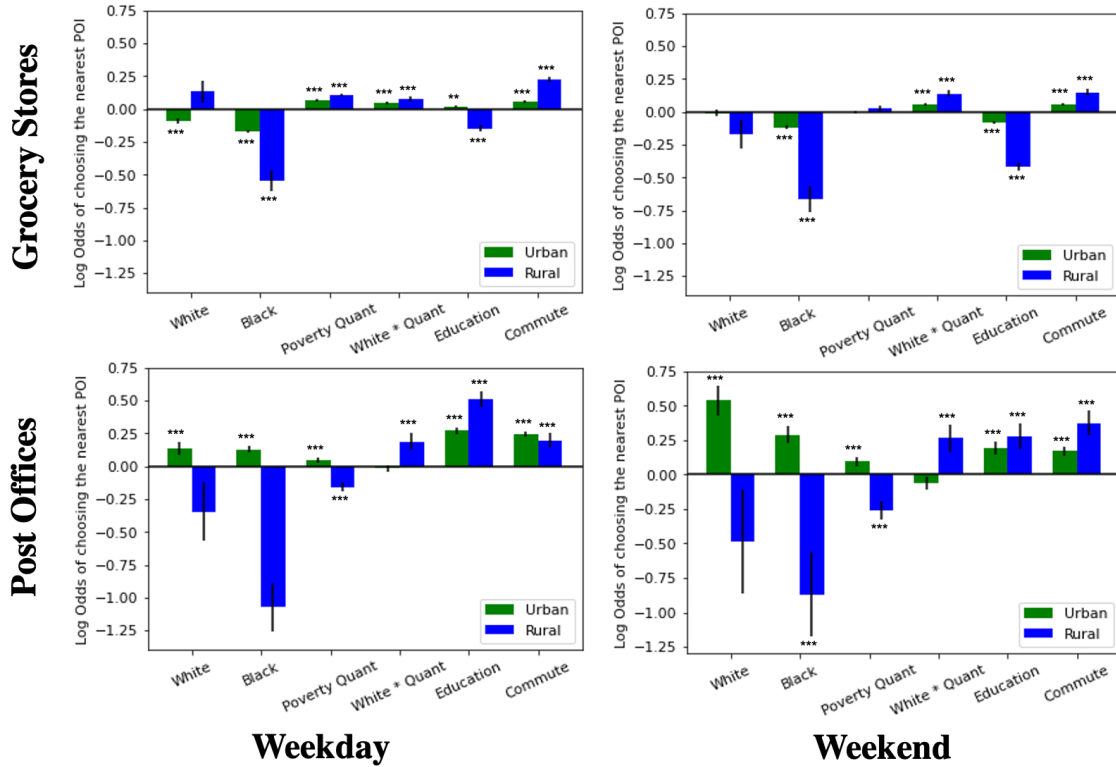 Grocery Stores
Log Odds of choosing the nearest POI
0.75
0.50
0.25
0.00
−0.25
−0.50
−0.75
−1.00
−1.25
***
***
***
***
***
***
***
**
***
***
***
Urban
Rural
White
Black
Poverty Quant
White * Quant
Education
Commute
Log Odds of choosing the nearest POI
0.75
0.50
0.25
0.00
−0.25
−0.50
−0.75
−1.00
−1.25
***
***
***
***
***
***
***
***
Urban
Rural
White
Black
Poverty Quant
White * Quant
Education
Commute
Post Offices
Log Odds of choosing the nearest POI
0.75
0.50
0.25
0.00
−0.25
−0.50
−0.75
−1.00
−1.25
***
***
***
***
***
***
***
***
***
Urban
Rural
White
Black
Poverty Quant
White * Quant
Education
Commute
Log Odds of choosing the nearest POI
0.75
0.50
0.25
0.00
−0.25
−0.50
−0.75
−1.00
−1.25
***
***
***
***
***
***
***
***
***
***
Urban
Rural
White
Black
Poverty Quant
White * Quant
Education
Commute
Weekday
Weekend